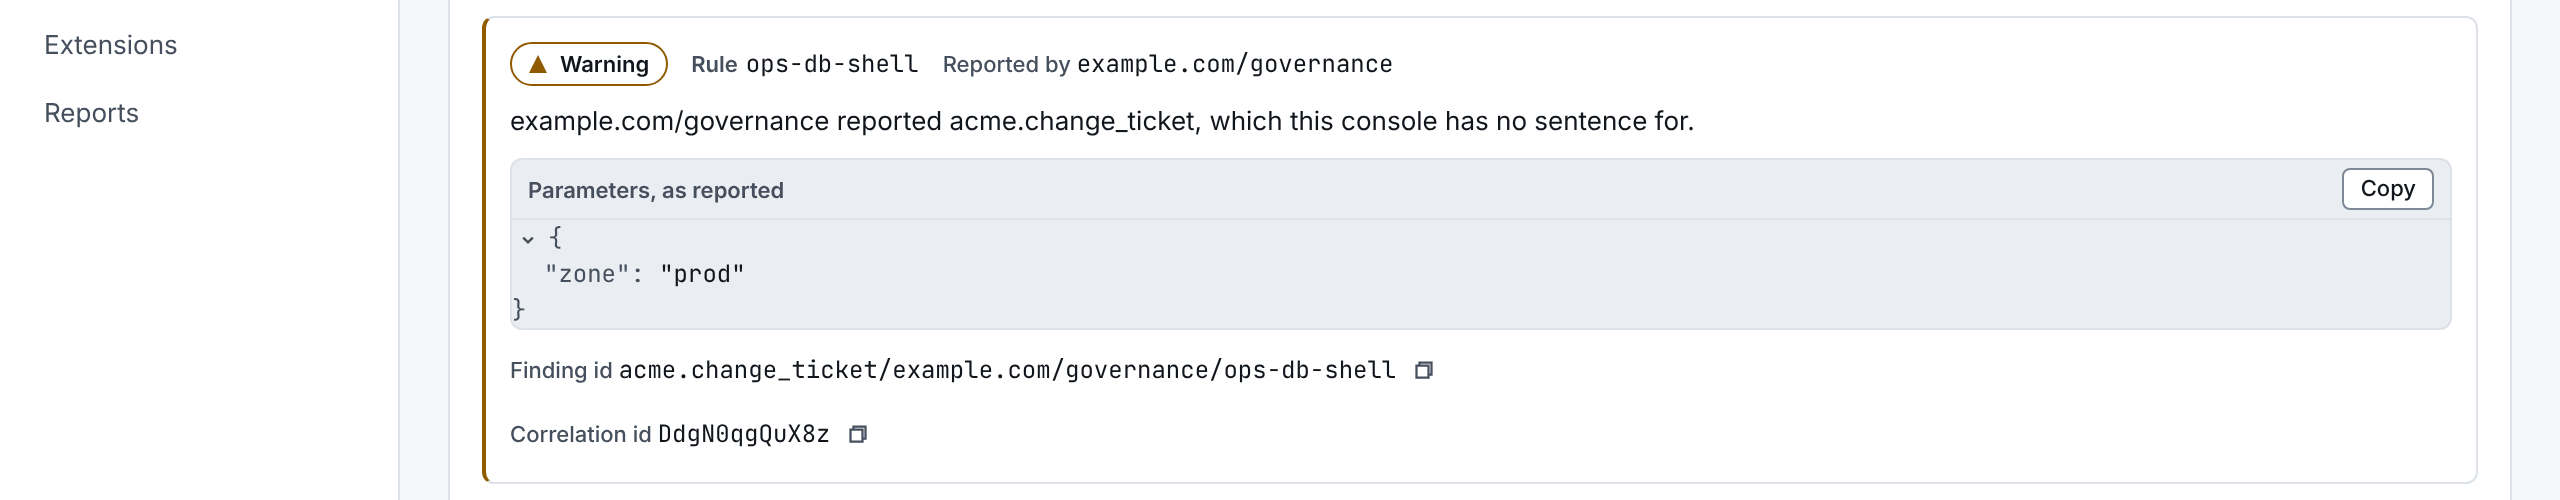 Extensions
Reports
Warning Rule ops-db-shell Reported by example.com/governance
example.com/governance reported acme.change_ticket, which this console has no sentence for.
Parameters, as reported Copy
{
"zone": "prod"
}
Finding id acme.change_ticket/example.com/governance/ops-db-shell
Correlation id DdgN0qgQuX8z